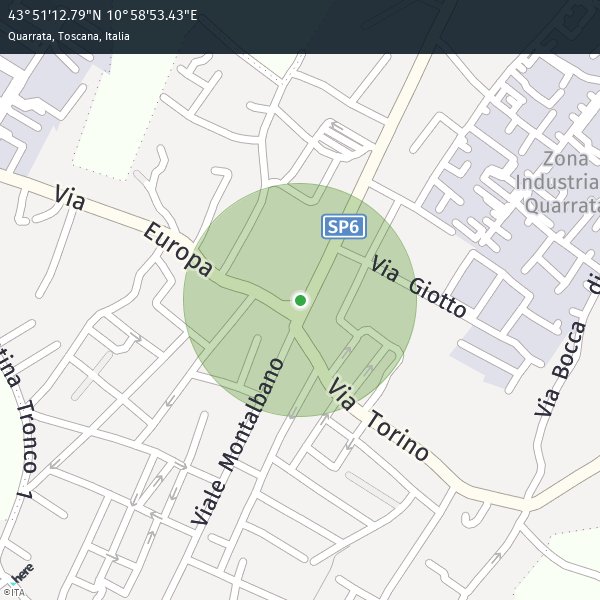 43°51'12.79"N 10°58'53.43"E
Quarrata, Toscana, Italia
Zona
Industria
Quarrata
Via Europa
SP6
Via Giotto
di
Via Bocca
tina Tronco 1
Viale Montalbano
Via Torino
here
©ITA